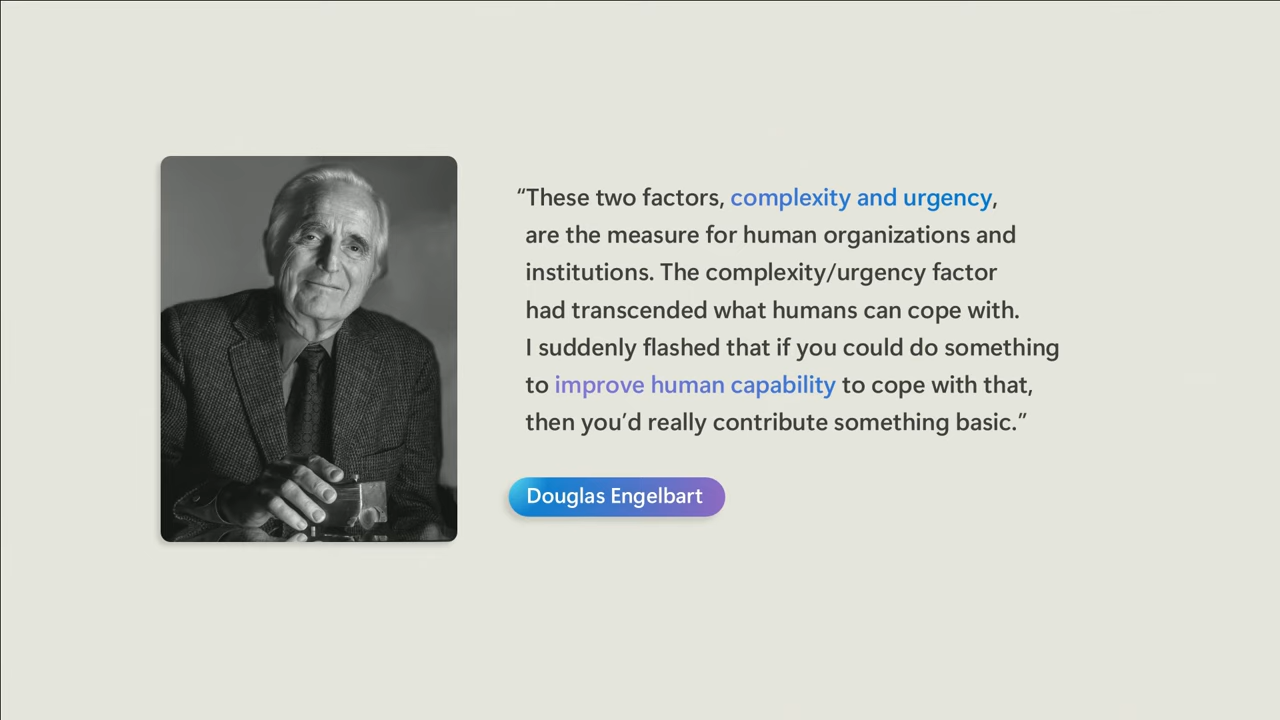 “These two factors, complexity and urgency,
are the measure for human organizations and
institutions. The complexity/urgency factor
had transcended what humans can cope with.
I suddenly flashed that if you could do something
to improve human capability to cope with that,
then you’d really contribute something basic.”
Douglas Engelbart